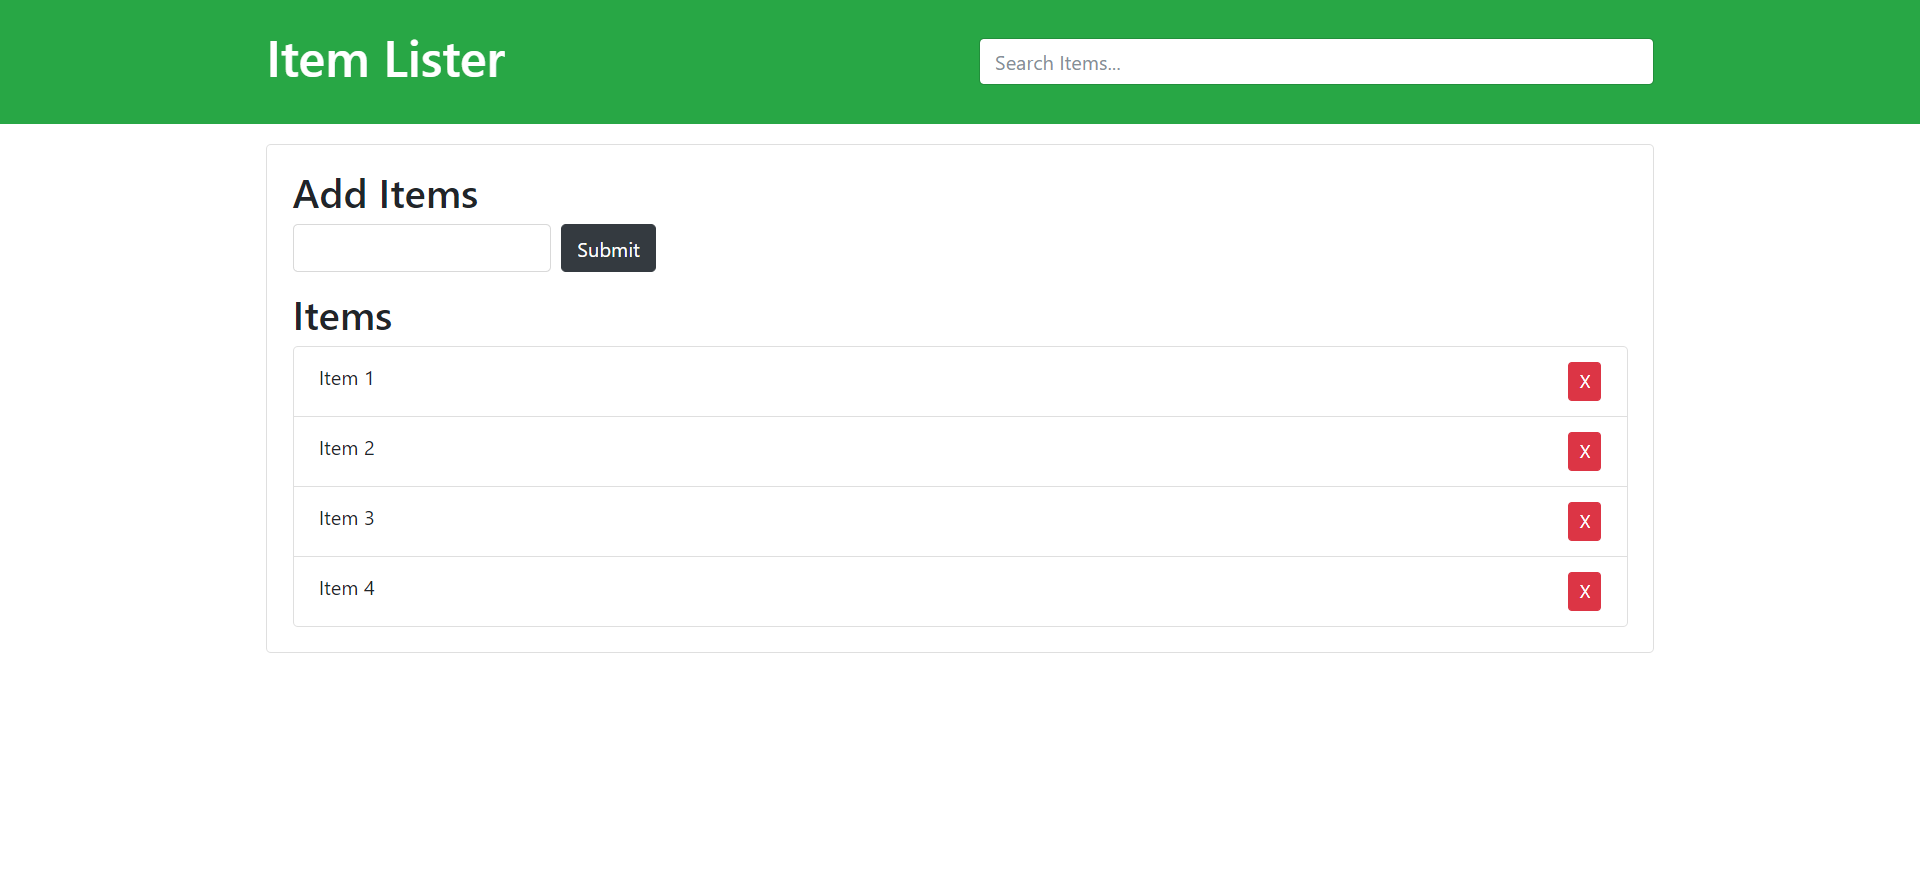 Item Lister
Search Items...
Add Items
Submit
Items
Item 1 X
Item 2 X
Item 3 X
Item 4 X